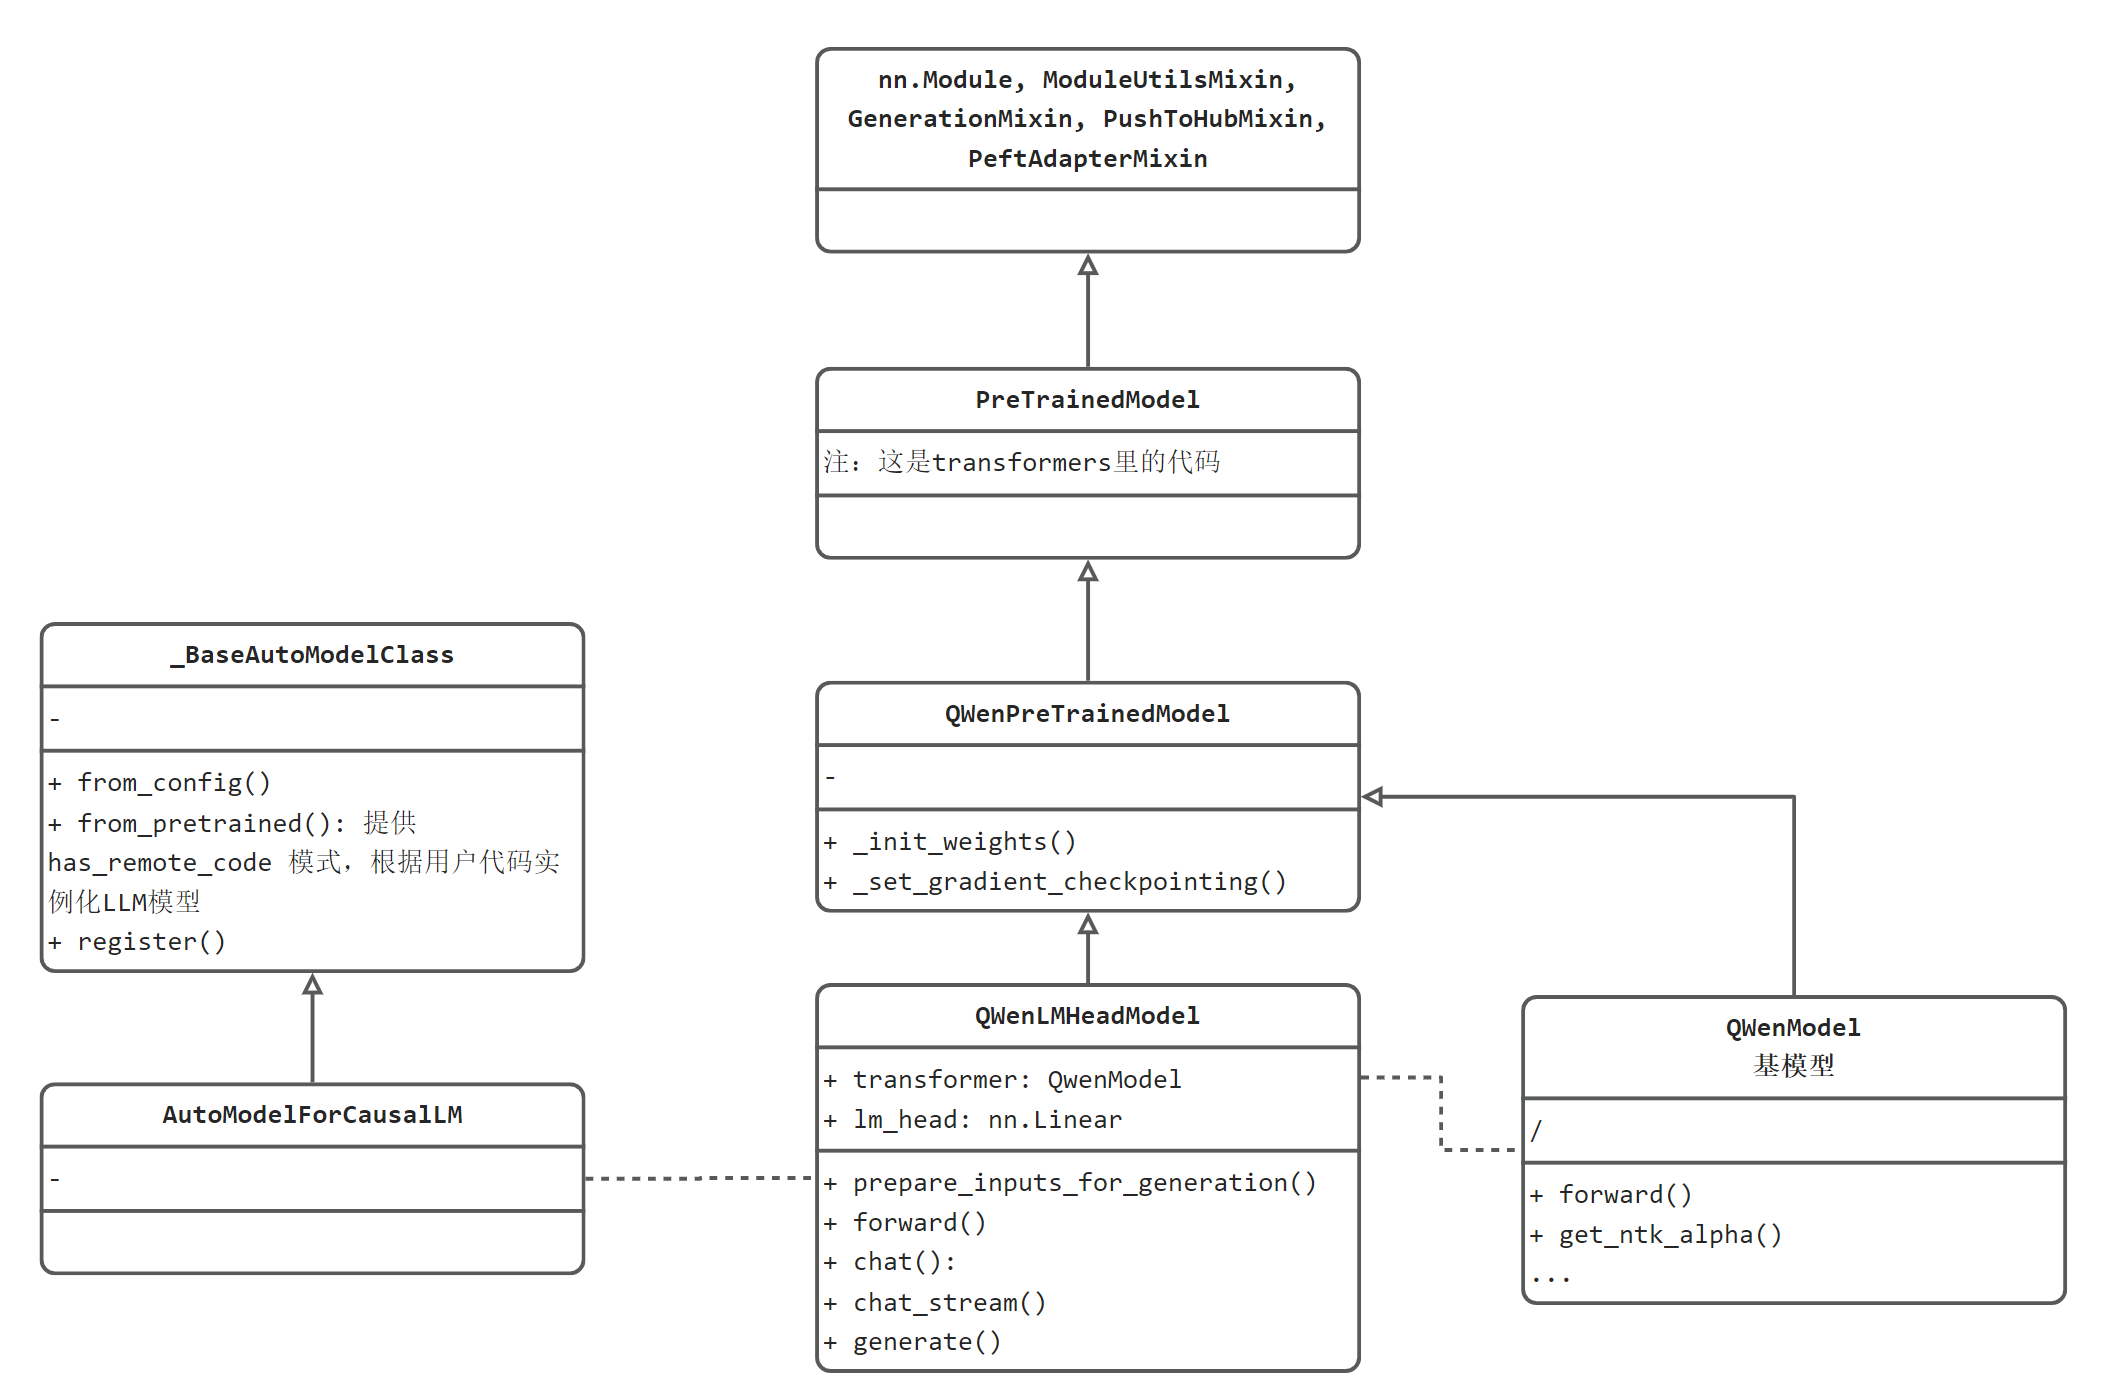 nn.Module, ModuleUtilsMixin,
GenerationMixin, PushToHubMixin,
PeftAdapterMixin
PreTrainedModel
注：这是transformers里的代码
_BaseAutoModelClass
-
+ from_config()
+ from_pretrained(): 提供
has_remote_code 模式，根据用户代码实
例化LLM模型
+ register()
QWenPreTrainedModel
-
+ _init_weights()
+ _set_gradient_checkpointing()
AutoModelForCausalLM
-
QWenLMHeadModel
+ transformer: QwenModel
+ lm_head: nn.Linear
+ prepare_inputs_for_generation()
+ forward()
+ chat():
+ chat_stream()
+ generate()
QWenModel
基模型
/
+ forward()
+ get_ntk_alpha()
...